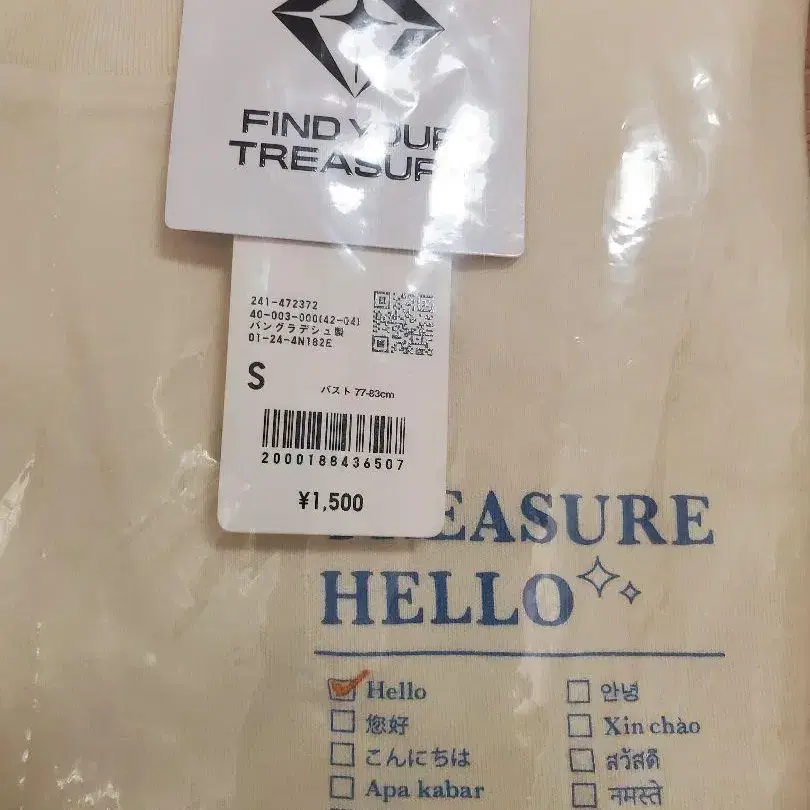 FIND YOUR
TREASUR
241-472372
40-003-000(42-04)
バングラデシュ製
01-24-4N182E
S
バスト 77-83cm
2000188436507
¥1,500
TREASURE
HELLO
Hello
您好
こんにちは
Apa kabar
안녕
Xin chào
สวัสดี
नमस्ते